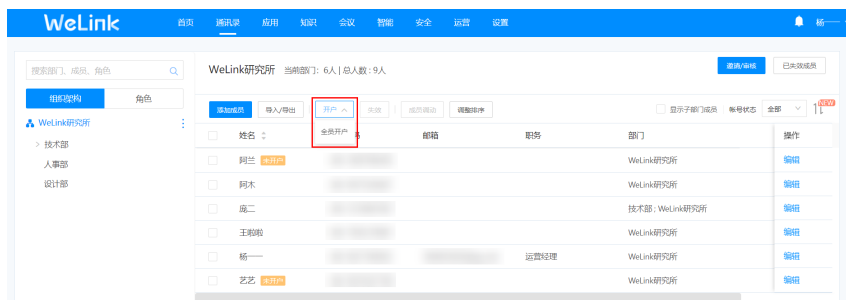 WeLink 首页 通讯录 应用 知识 会议 智能 安全 运营 设置 杨一一
搜索部门、成员、角色
WeLink研究所 当前部门：6人 | 总人数：9人 邀请/审核 已失效成员
组织架构 角色
添加成员 导入/导出 开户 失效 成员调动 调整排序 显示子部门成员 帐号状态 全部 NEW
WeLink研究所
全员开户
姓名 邮箱 职务 部门 操作
技术部
阿兰 未开户 WeLink研究所 编辑
人事部
阿木 WeLink研究所 编辑
设计部
庞二 技术部 ; WeLink研究所 编辑
王啦啦 WeLink研究所 编辑
杨一一 运营经理 WeLink研究所 编辑
艺艺 未开户 WeLink研究所 编辑